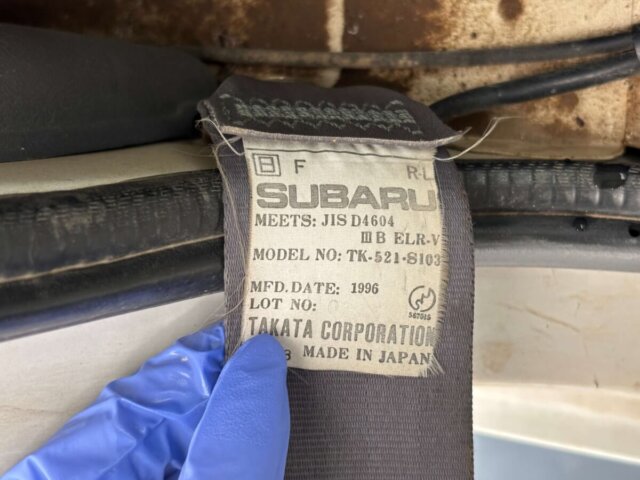 F R-L
SUBARU
MEETS: JIS D4604
ⅢB ELR-V
MODEL NO: TK-521-S103
MFD. DATE: 1996
LOT NO:
TAKATA CORPORATION
MADE IN JAPAN